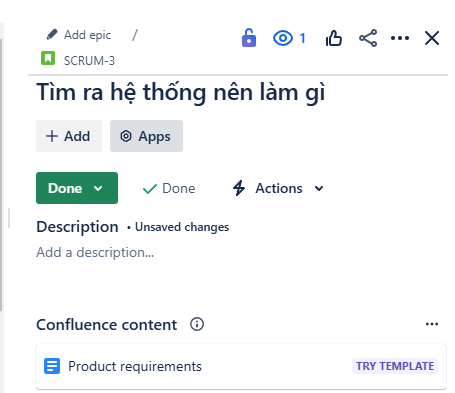 Add epic / 1
SCRUM-3
Tìm ra hệ thống nên làm gì
Add Apps
Done Done Actions
Description • Unsaved changes
Add a description...
Confluence content
Product requirements TRY TEMPLATE